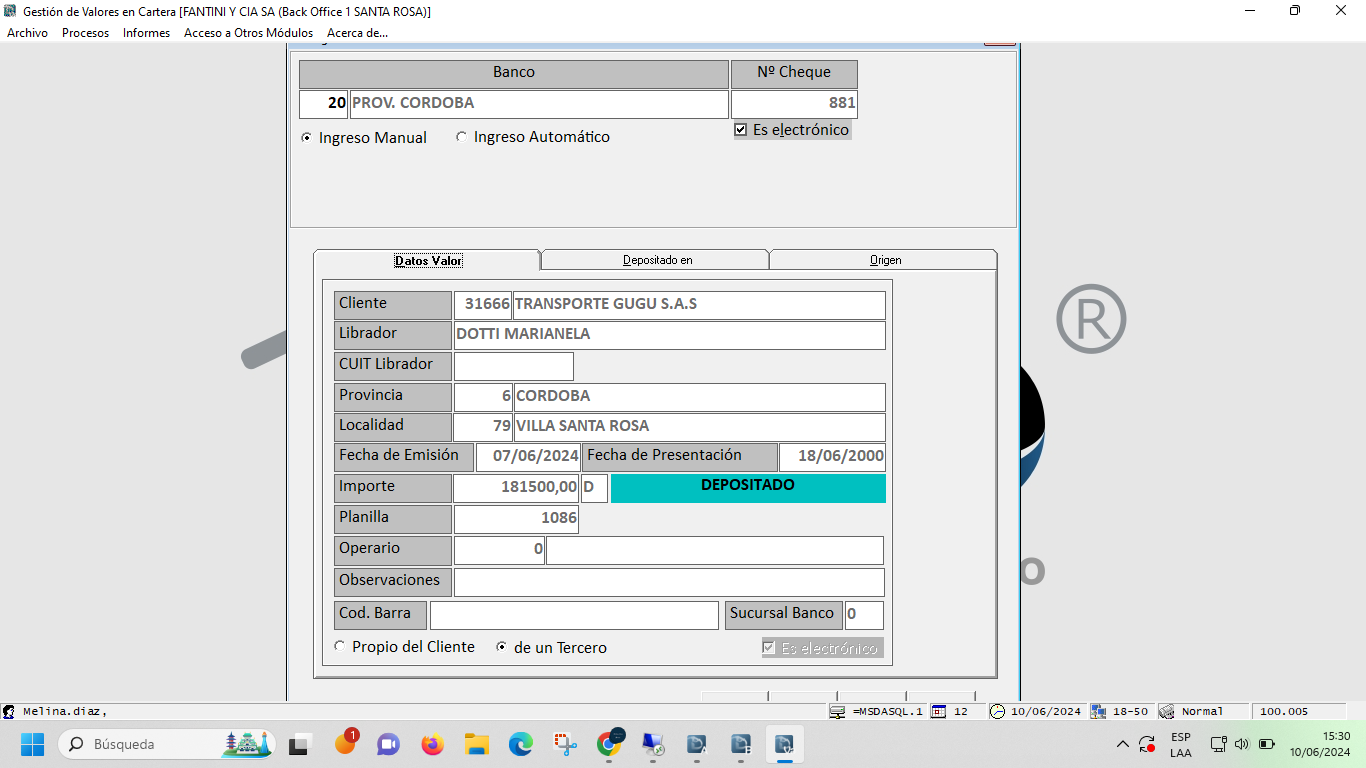 Gestión de Valores en Cartera [FANTINI Y CIA SA (Back Office 1 SANTA ROSA)]
Archivo Procesos Informes Acceso a Otros Módulos Acerca de...
Banco Nº Cheque
20 PROV. CORDOBA 881
Ingreso Manual Ingreso Automático Es electrónico
Datos Valor Depositado en Origen
Cliente 31666 TRANSPORTE GUGU S.A.S
Librador DOTTI MARIANELA
CUIT Librador
Provincia 6 CORDOBA
Localidad 79 VILLA SANTA ROSA
Fecha de Emisión 07/06/2024 Fecha de Presentación 18/06/2000
Importe 181500,00 D DEPOSITADO
Planilla 1086
Operario 0
Observaciones
Cod. Barra Sucursal Banco 0
Propio del Cliente de un Tercero Es electrónico
®
o
Melina.diaz, =MSDASQL.1 12 10/06/2024 18-50 Normal 100.005
Búsqueda 1 ESP 15:30
LAA 10/06/2024